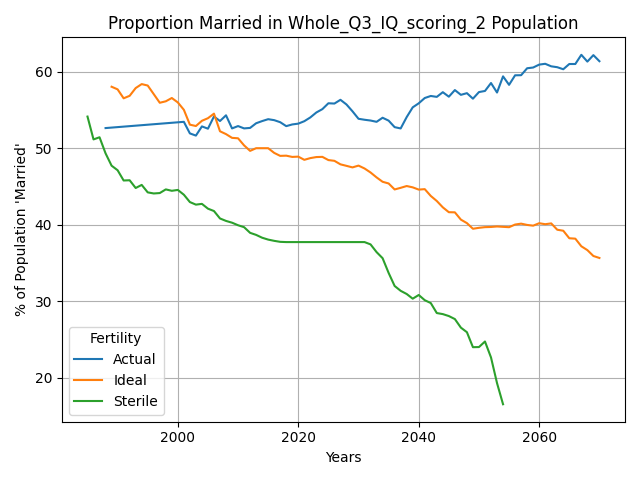 Proportion Married in Whole_Q3_IQ_scoring_2 Population
% of Population 'Married'
60
50
40
30
20
Fertility
Actual
Ideal
Sterile
2000 2020 2040 2060
Years